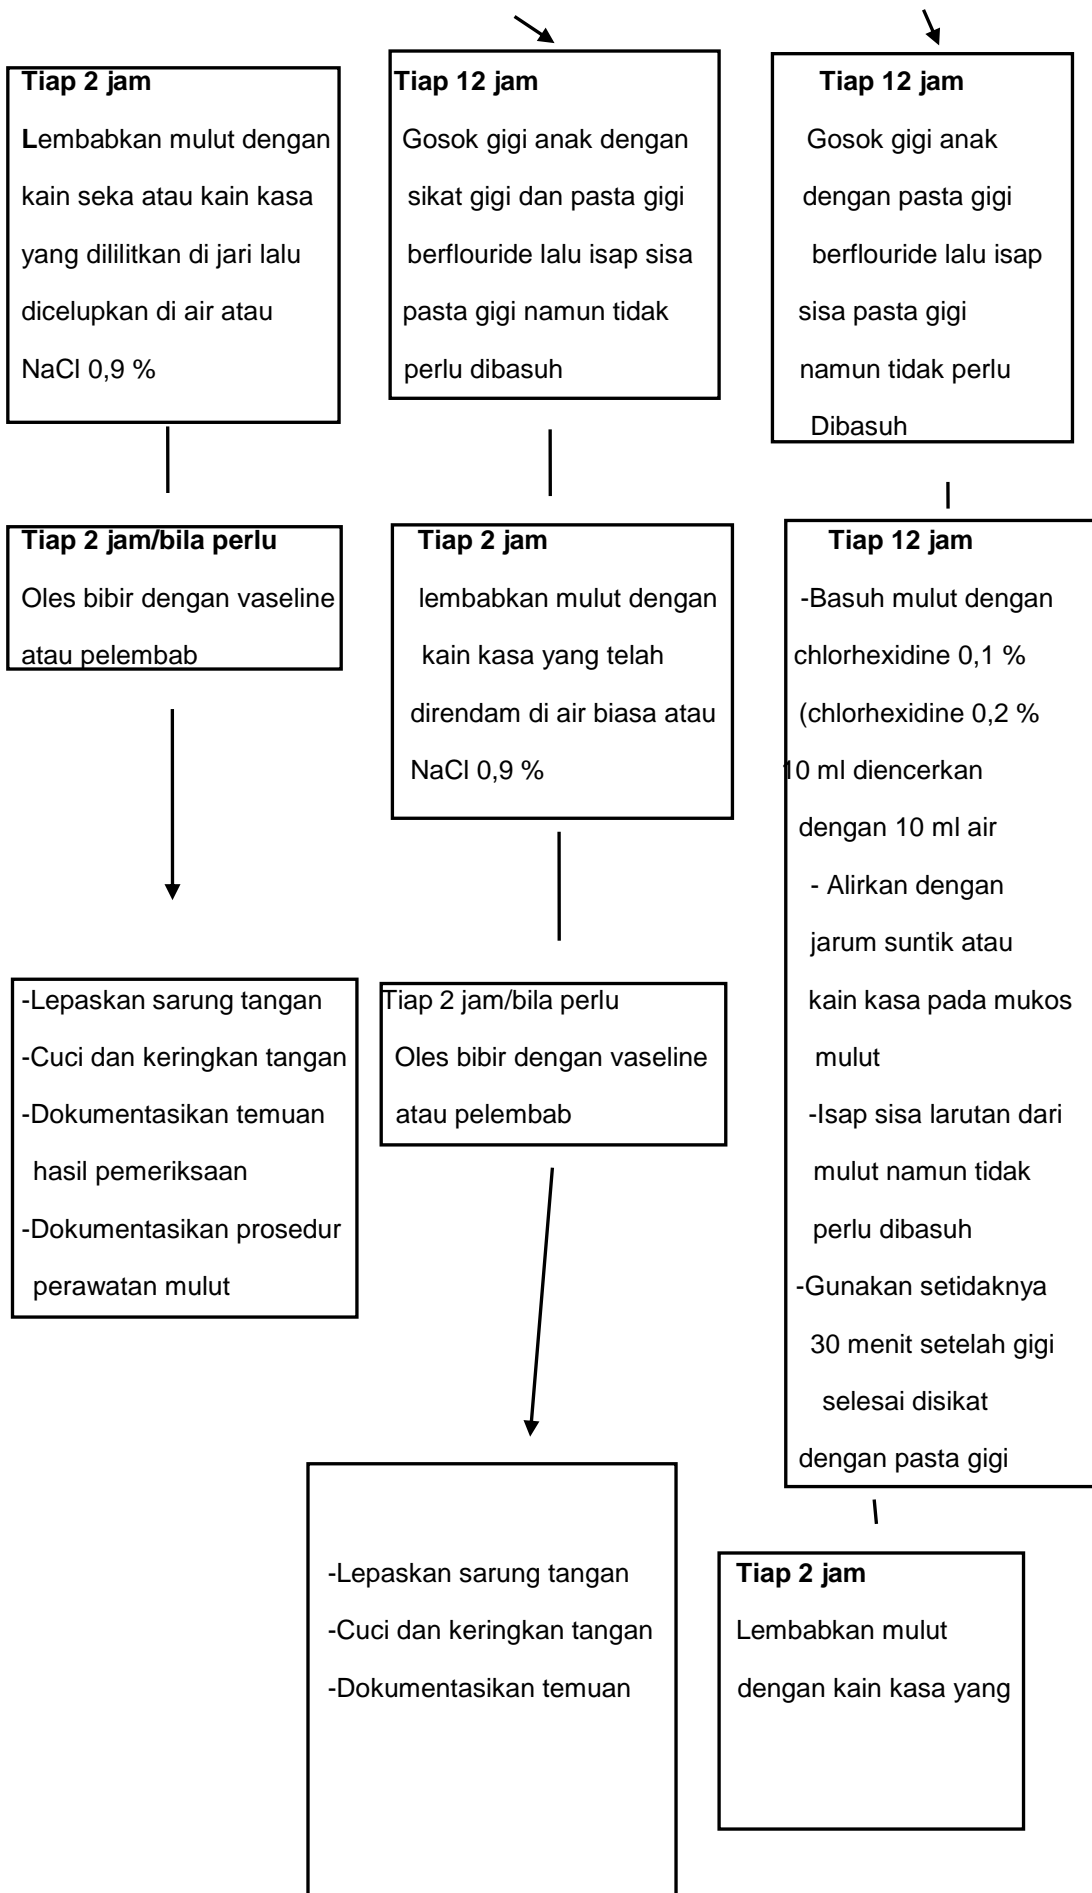 Tiap 2 jam
Lembabkan mulut dengan
kain seka atau kain kasa
yang dililitkan di jari lalu
dicelupkan di air atau
NaCl 0,9 %
Tiap 2 jam/bila perlu
Oles bibir dengan vaseline
atau pelembab
-Lepaskan sarung tangan
-Cuci dan keringkan tangan
-Dokumentasikan temuan
hasil pemeriksaan
-Dokumentasikan prosedur
perawatan mulut
Tiap 12 jam
Gosok gigi anak dengan
sikat gigi dan pasta gigi
berflouride lalu isap sisa
pasta gigi namun tidak
perlu dibasuh
Tiap 2 jam
lembabkan mulut dengan
kain kasa yang telah
direndam di air biasa atau
NaCl 0,9 %
Tiap 2 jam/bila perlu
Oles bibir dengan vaseline
atau pelembab
-Lepaskan sarung tangan
-Cuci dan keringkan tangan
-Dokumentasikan temuan
Tiap 12 jam
Gosok gigi anak
dengan pasta gigi
berflouride lalu isap
sisa pasta gigi
namun tidak perlu
Dibasuh
Tiap 12 jam
-Basuh mulut dengan
chlorhexidine 0,1 %
(chlorhexidine 0,2 %
10 ml diencerkan
dengan 10 ml air
- Alirkan dengan
jarum suntik atau
kain kasa pada mukos
mulut
-Isap sisa larutan dari
mulut namun tidak
perlu dibasuh
-Gunakan setidaknya
30 menit setelah gigi
selesai disikat
dengan pasta gigi
Tiap 2 jam
Lembabkan mulut
dengan kain kasa yang